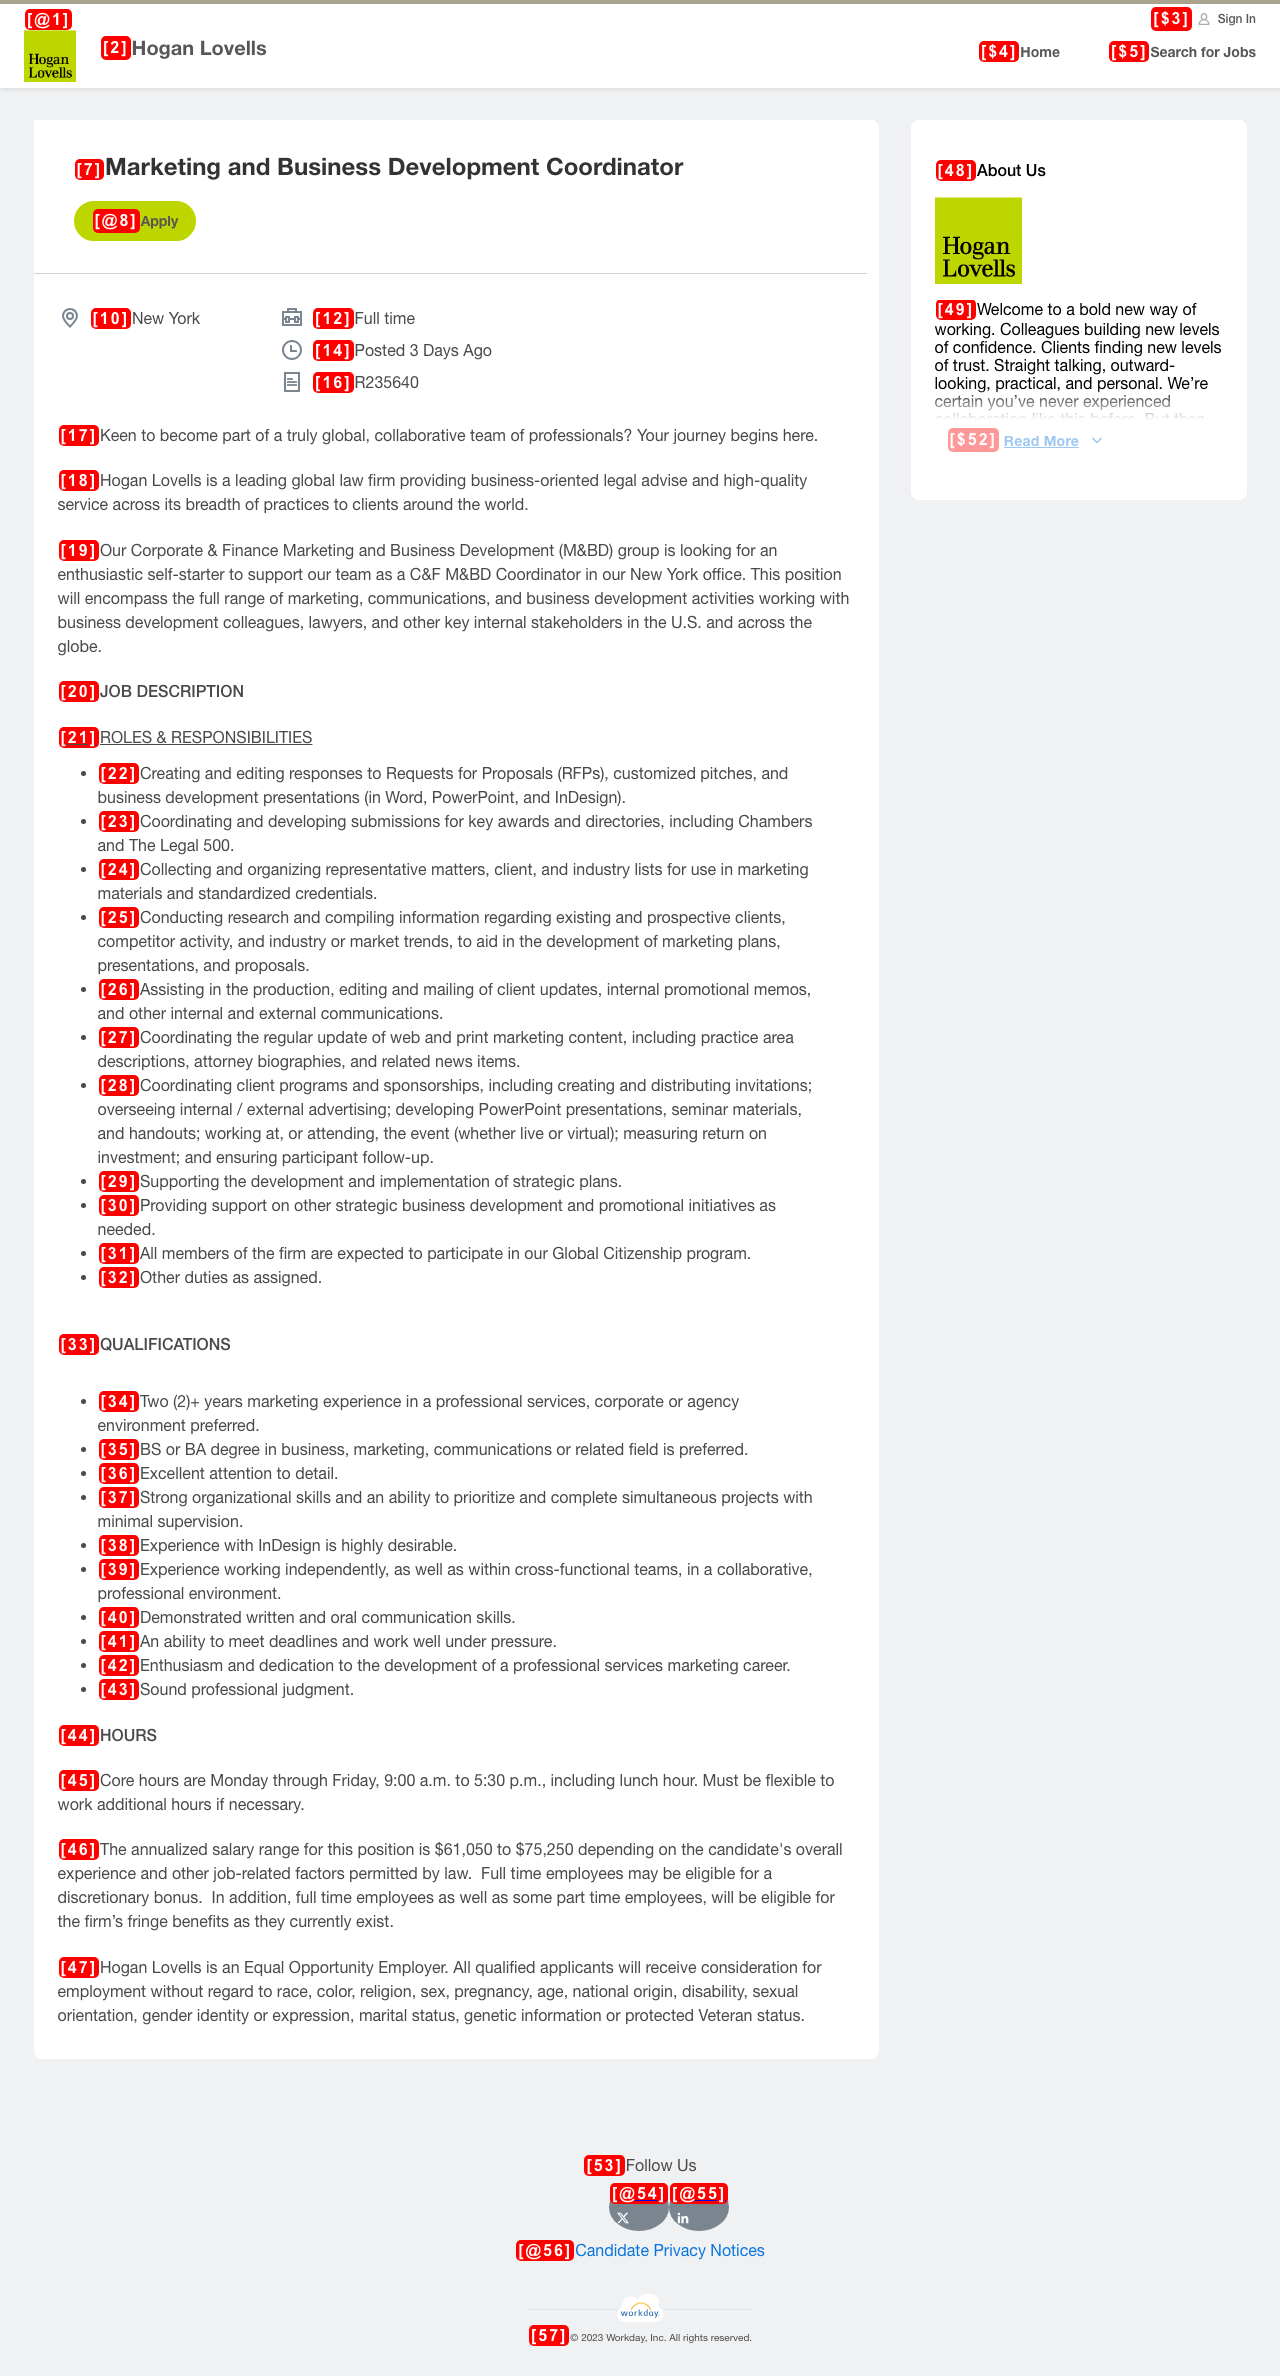 [@1]
Hogan
Lovells
[2]Hogan Lovells
[$3] Sign In
[$4]Home
[$5]Search for Jobs
[7]Marketing and Business Development Coordinator
[@8]Apply
[10]New York
[12]Full time
[14]Posted 3 Days Ago
[16]R235640
[17]Keen to become part of a truly global, collaborative team of professionals? Your journey begins here.
[18]Hogan Lovells is a leading global law firm providing business-oriented legal advise and high-quality
service across its breadth of practices to clients around the world.
[19]Our Corporate & Finance Marketing and Business Development (M&BD) group is looking for an
enthusiastic self-starter to support our team as a C&F M&BD Coordinator in our New York office. This position
will encompass the full range of marketing, communications, and business development activities working with
business development colleagues, lawyers, and other key internal stakeholders in the U.S. and across the
globe.
[20]JOB DESCRIPTION
[21]ROLES & RESPONSIBILITIES
• [22]Creating and editing responses to Requests for Proposals (RFPs), customized pitches, and
business development presentations (in Word, PowerPoint, and InDesign).
• [23]Coordinating and developing submissions for key awards and directories, including Chambers
and The Legal 500.
• [24]Collecting and organizing representative matters, client, and industry lists for use in marketing
materials and standardized credentials.
• [25]Conducting research and compiling information regarding existing and prospective clients,
competitor activity, and industry or market trends, to aid in the development of marketing plans,
presentations, and proposals.
• [26]Assisting in the production, editing and mailing of client updates, internal promotional memos,
and other internal and external communications.
• [27]Coordinating the regular update of web and print marketing content, including practice area
descriptions, attorney biographies, and related news items.
• [28]Coordinating client programs and sponsorships, including creating and distributing invitations;
overseeing internal / external advertising; developing PowerPoint presentations, seminar materials,
and handouts; working at, or attending, the event (whether live or virtual); measuring return on
investment; and ensuring participant follow-up.
• [29]Supporting the development and implementation of strategic plans.
• [30]Providing support on other strategic business development and promotional initiatives as
needed.
• [31]All members of the firm are expected to participate in our Global Citizenship program.
• [32]Other duties as assigned.
[33]QUALIFICATIONS
• [34]Two (2)+ years marketing experience in a professional services, corporate or agency
environment preferred.
• [35]BS or BA degree in business, marketing, communications or related field is preferred.
• [36]Excellent attention to detail.
• [37]Strong organizational skills and an ability to prioritize and complete simultaneous projects with
minimal supervision.
• [38]Experience with InDesign is highly desirable.
• [39]Experience working independently, as well as within cross-functional teams, in a collaborative,
professional environment.
• [40]Demonstrated written and oral communication skills.
• [41]An ability to meet deadlines and work well under pressure.
• [42]Enthusiasm and dedication to the development of a professional services marketing career.
• [43]Sound professional judgment.
[44]HOURS
[45]Core hours are Monday through Friday, 9:00 a.m. to 5:30 p.m., including lunch hour. Must be flexible to
work additional hours if necessary.
[46]The annualized salary range for this position is $61,050 to $75,250 depending on the candidate's overall
experience and other job-related factors permitted by law.  Full time employees may be eligible for a
discretionary bonus.  In addition, full time employees as well as some part time employees, will be eligible for
the firm’s fringe benefits as they currently exist.
[47]Hogan Lovells is an Equal Opportunity Employer. All qualified applicants will receive consideration for
employment without regard to race, color, religion, sex, pregnancy, age, national origin, disability, sexual
orientation, gender identity or expression, marital status, genetic information or protected Veteran status.
[48]About Us
Hogan
Lovells
[49]Welcome to a bold new way of
working. Colleagues building new levels
of confidence. Clients finding new levels
of trust. Straight talking, outward-
looking, practical, and personal. We’re
certain you’ve never experienced
collaboration like this before. But then
[$52] Read More
[53]Follow Us
[@54] [@55]
[@56]Candidate Privacy Notices
workday
[57]© 2023 Workday, Inc. All rights reserved.